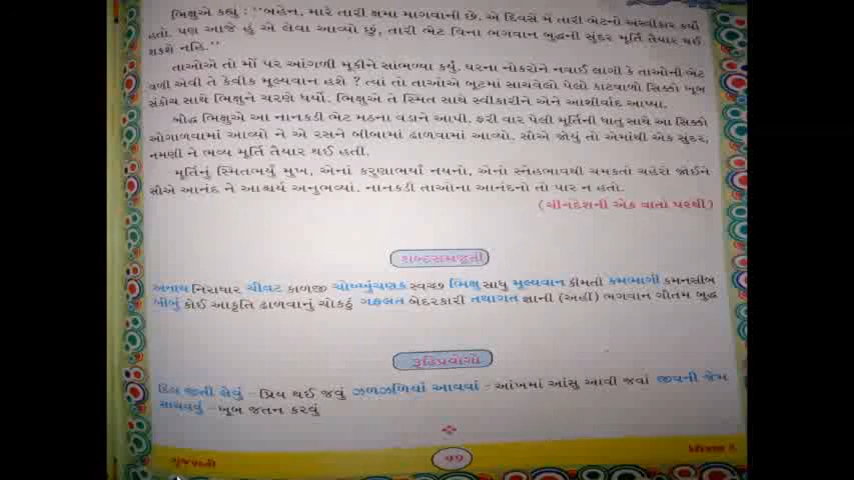 ભિક્ષુએ કહ્યું : ‘‘બહેન, મારે તારી ક્ષમા માગવાની છે. એ દિવસે મેં તારી ભેટનો અસ્વીકાર કર્યો
હતો. પણ આજે હું એ લેવા આવ્યો છું, તારી ભેટ વિના ભગવાન બુદ્ધની સુંદર મૂર્તિ તૈયાર થઈ
શકશે નહિ.’’
તાઓએ તો મોં પર આંગળી મૂકીને સાંભળ્યા કર્યું. ઘરના નોકરોને નવાઈ લાગી કે તાઓની ભેટ
વળી એવી તે કેવીક મૂલ્યવાન હશે ? ત્યાં તો તાઓએ બૂટમાં સાચવેલો પેલો કાટવાળો સિક્કો ખૂબ
સંકોચ સાથે ભિક્ષુને ચરણે ધર્યો. ભિક્ષુએ તે સ્મિત સાથે સ્વીકારીને એને આશીર્વાદ આપ્યા.
બૌદ્ધ ભિક્ષુએ આ નાનકડી ભેટ મઠના વડાને આપી. ફરી વાર પેલી મૂર્તિની ધાતુ સાથે આ સિક્કો
ઓગાળવામાં આવ્યો ને એ રસને બીબામાં ઢાળવામાં આવ્યો. સૌએ જોયું તો એમાંથી એક સુંદર,
નમણી ને ભવ્ય મૂર્તિ તૈયાર થઈ હતી.
મૂર્તિનું સ્મિતભર્યું મુખ, એનાં કરુણાભર્યાં નયનો, એનો સ્નેહભાવથી ચમકતો ચહેરો જોઈને
સૌએ આનંદ ને આશ્ચર્ય અનુભવ્યાં. નાનકડી તાઓના આનંદનો તો પાર ન હતો.
(ચીનદેશની એક વાર્તા પરથી)
શબ્દસમજૂતી
અનાથ નિરાધાર ચીવટ કાળજી ચોખ્ખુંચણક સ્વચ્છ ભિક્ષુ સાધુ મૂલ્યવાન કીમતી કમભાગી કમનસીબ
બીબું કોઈ આકૃતિ ઢાળવાનું ચોકઠું ગફલત બેદરકારી તથાગત જ્ઞાની (અહીં) ભગવાન ગૌતમ બુદ્ધ
રૂઢિપ્રયોગો
દિલ જીતી લેવું - પ્રિય થઈ જવું ઝળઝળિયાં આવવાં - આંખમાં આંસુ આવી જવાં જીવની જેમ
સાચવવું - ખૂબ જતન કરવું
ગુજરાતી